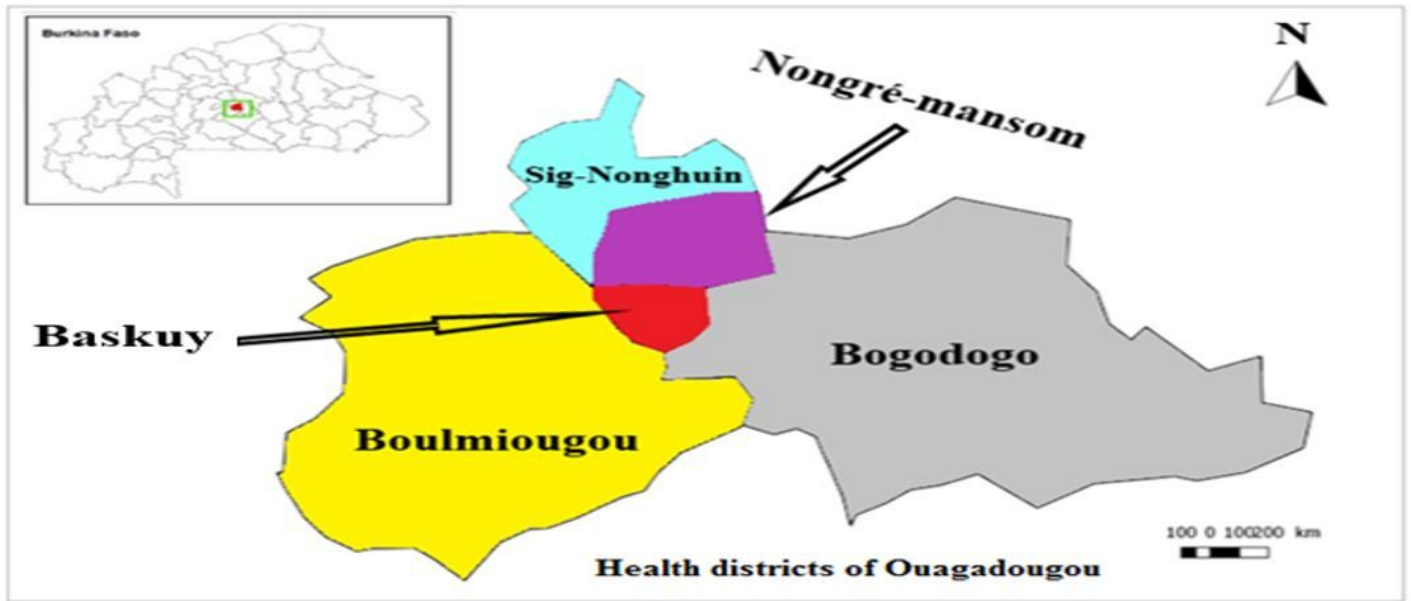 Burkina Faso
N
Nongré-mansom
Sig-Nonghuin
Baskuy
Bogodogo
Boulmiougou
100 0 100200 km
Health districts of Ouagadougou